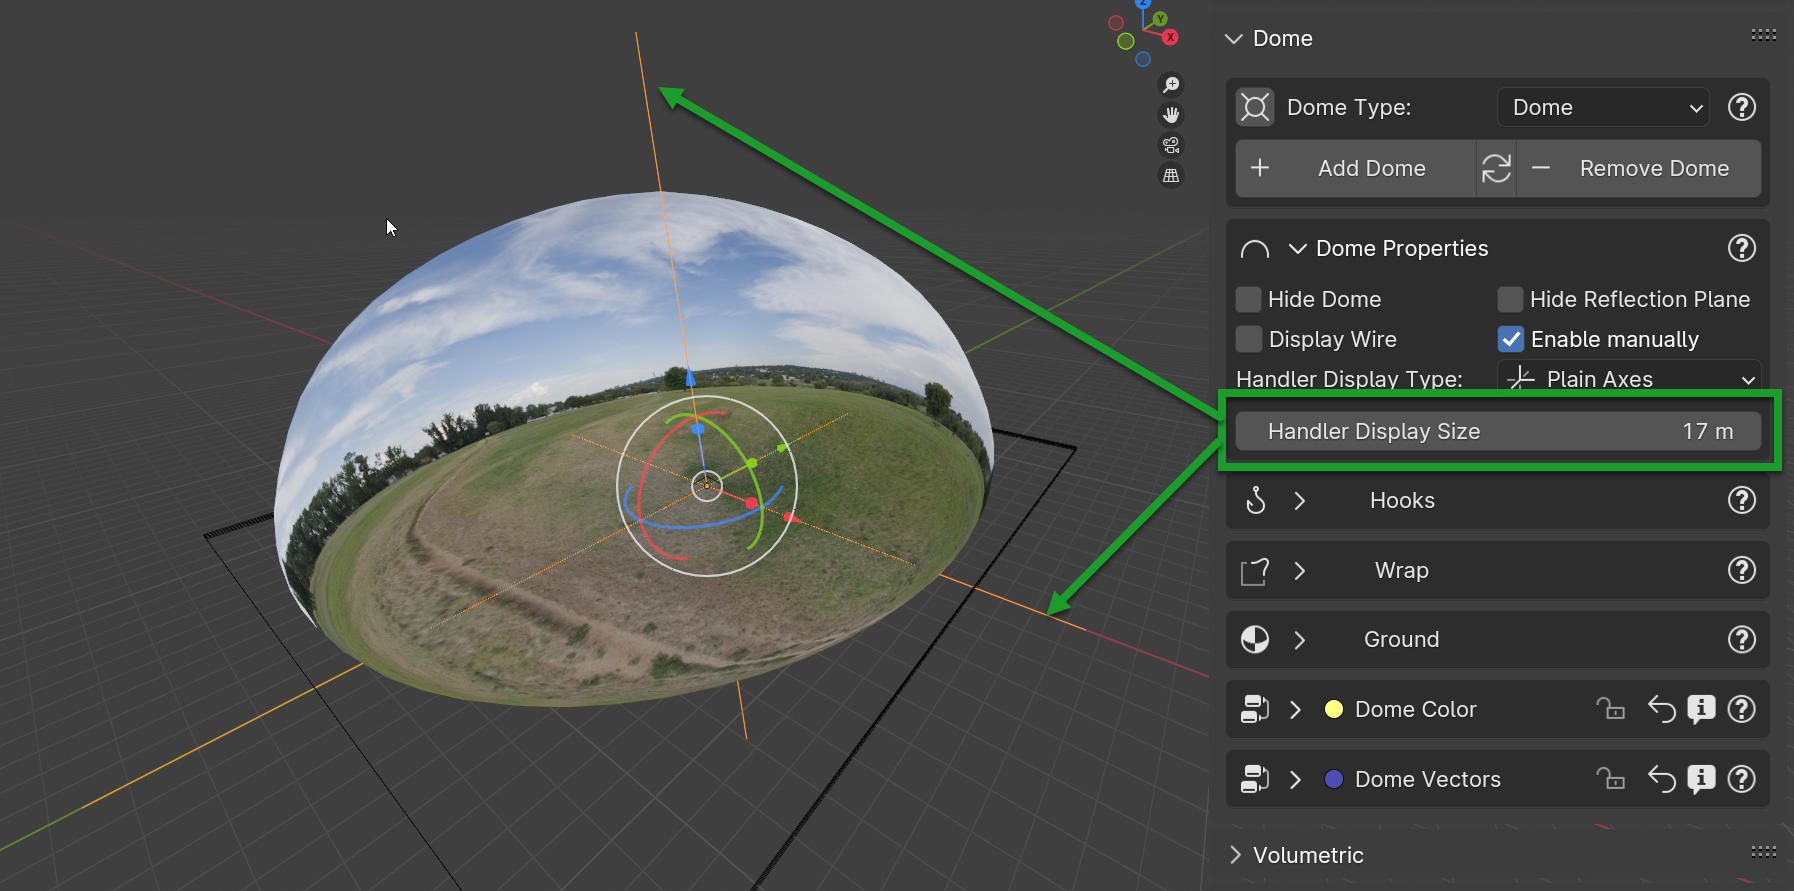 Z
Y
X
Dome
Dome Type:
Dome
Add Dome
Remove Dome
Dome Properties
Hide Dome
Hide Reflection Plane
Display Wire
Enable manually
Handler Display Type:
Plain Axes
Handler Display Size
17 m
Hooks
Wrap
Ground
Dome Color
Dome Vectors
Volumetric